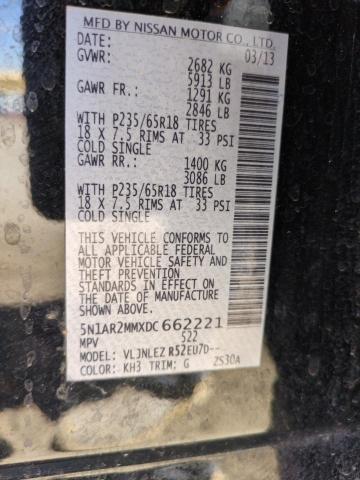 MFD BY NISSAN MOTOR CO., LTD.
DATE: 03/13
GVWR: 2682 KG
5913 LB
GAWR FR.: 1291 KG
2846 LB
WITH P235/65R18 TIRES
18 X 7.5 RIMS AT 33 PSI
COLD SINGLE
GAWR RR.: 1400 KG
3086 LB
WITH P235/65R18 TIRES
18 X 7.5 RIMS AT 33 PSI
COLD SINGLE
THIS VEHICLE CONFORMS TO
ALL APPLICABLE FEDERAL
MOTOR VEHICLE SAFETY
AND THEFT PREVENTION
STANDARDS IN EFFECT ON
THE DATE OF MANUFACTURE
SHOWN ABOVE.
5N1AR2MMXDC 662221
MPV 522
MODEL: VLJNLEZ R52EU7D--
COLOR: KH3 TRIM: G ZS30A